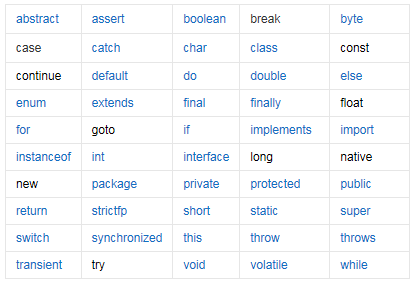 abstract assert boolean break byte
case catch char class const
continue default do double else
enum extends final finally float
for goto if implements import
instanceof int interface long native
new package private protected public
return strictfp short static super
switch synchronized this throw throws
transient try void volatile while